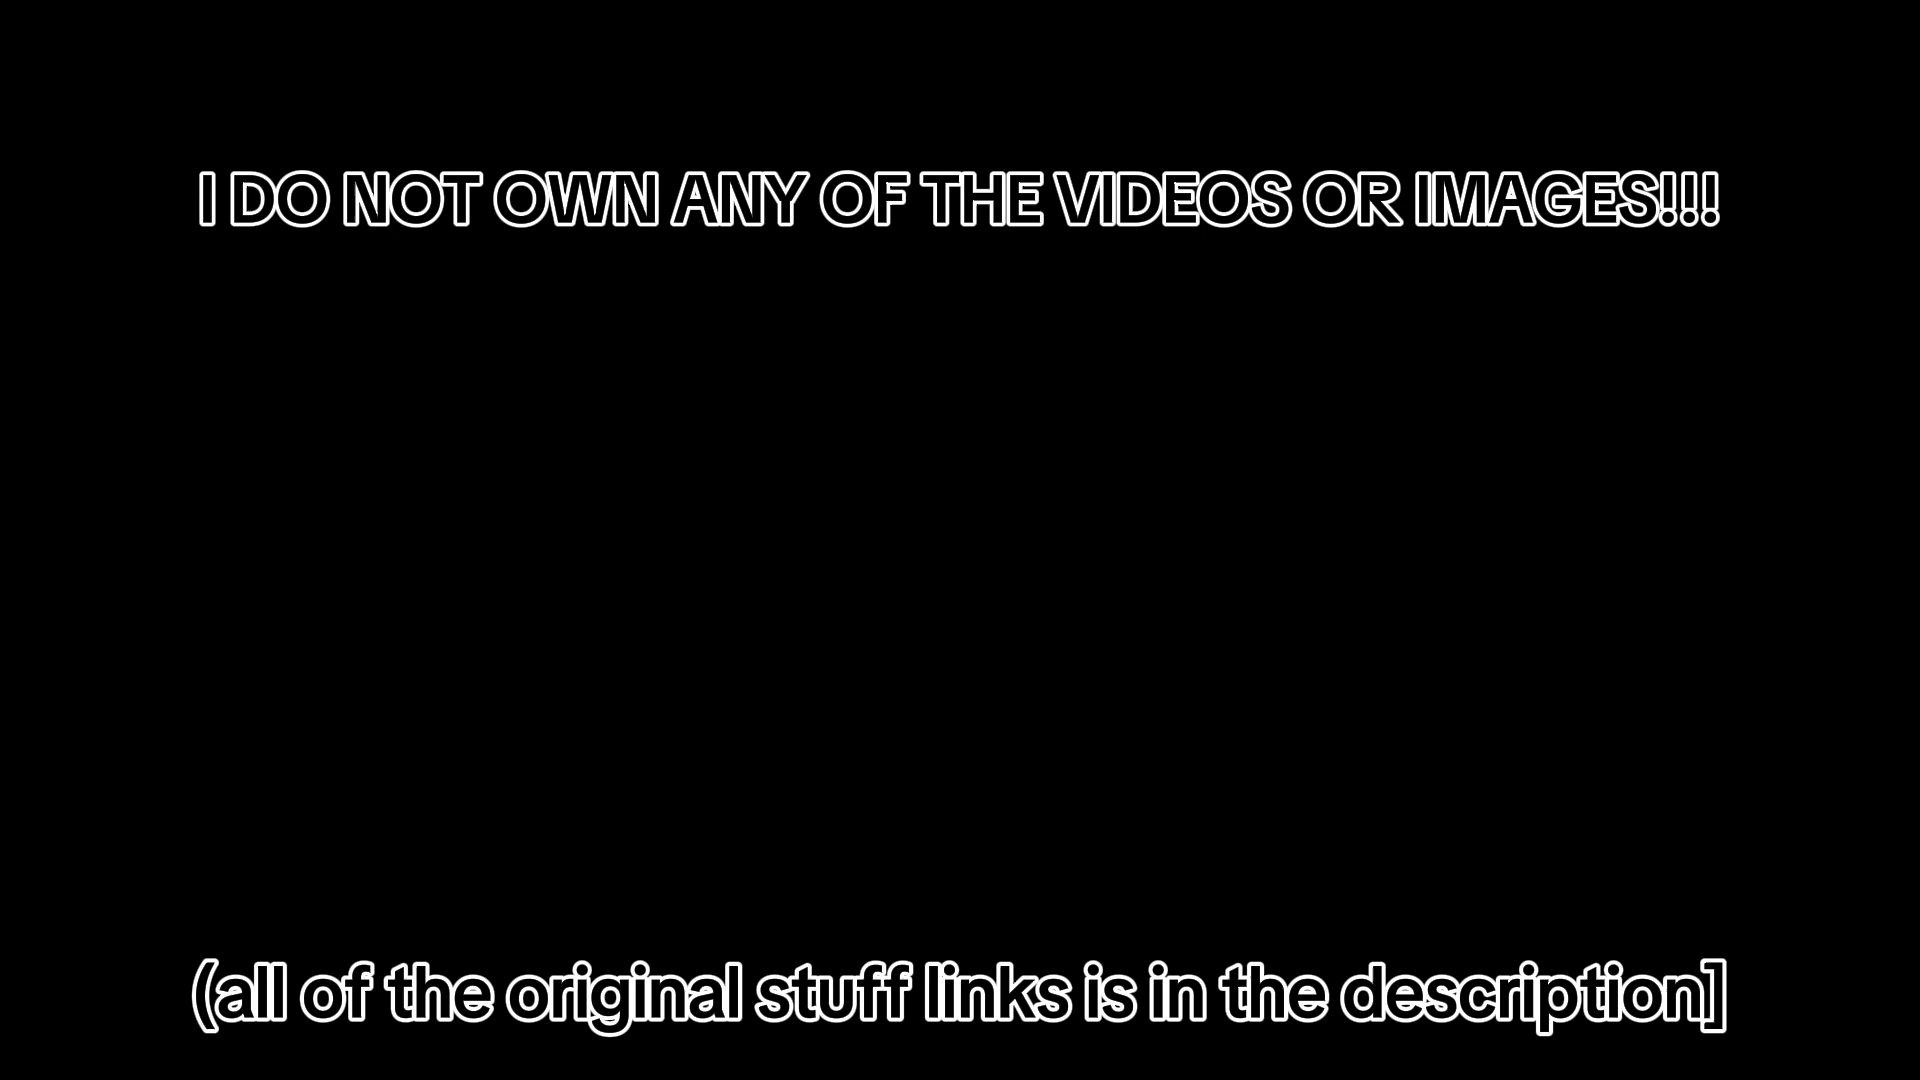 I DO NOT OWN ANY OF THE VIDEOS OR IMAGES!!!
(all of the original stuff links is in the description]